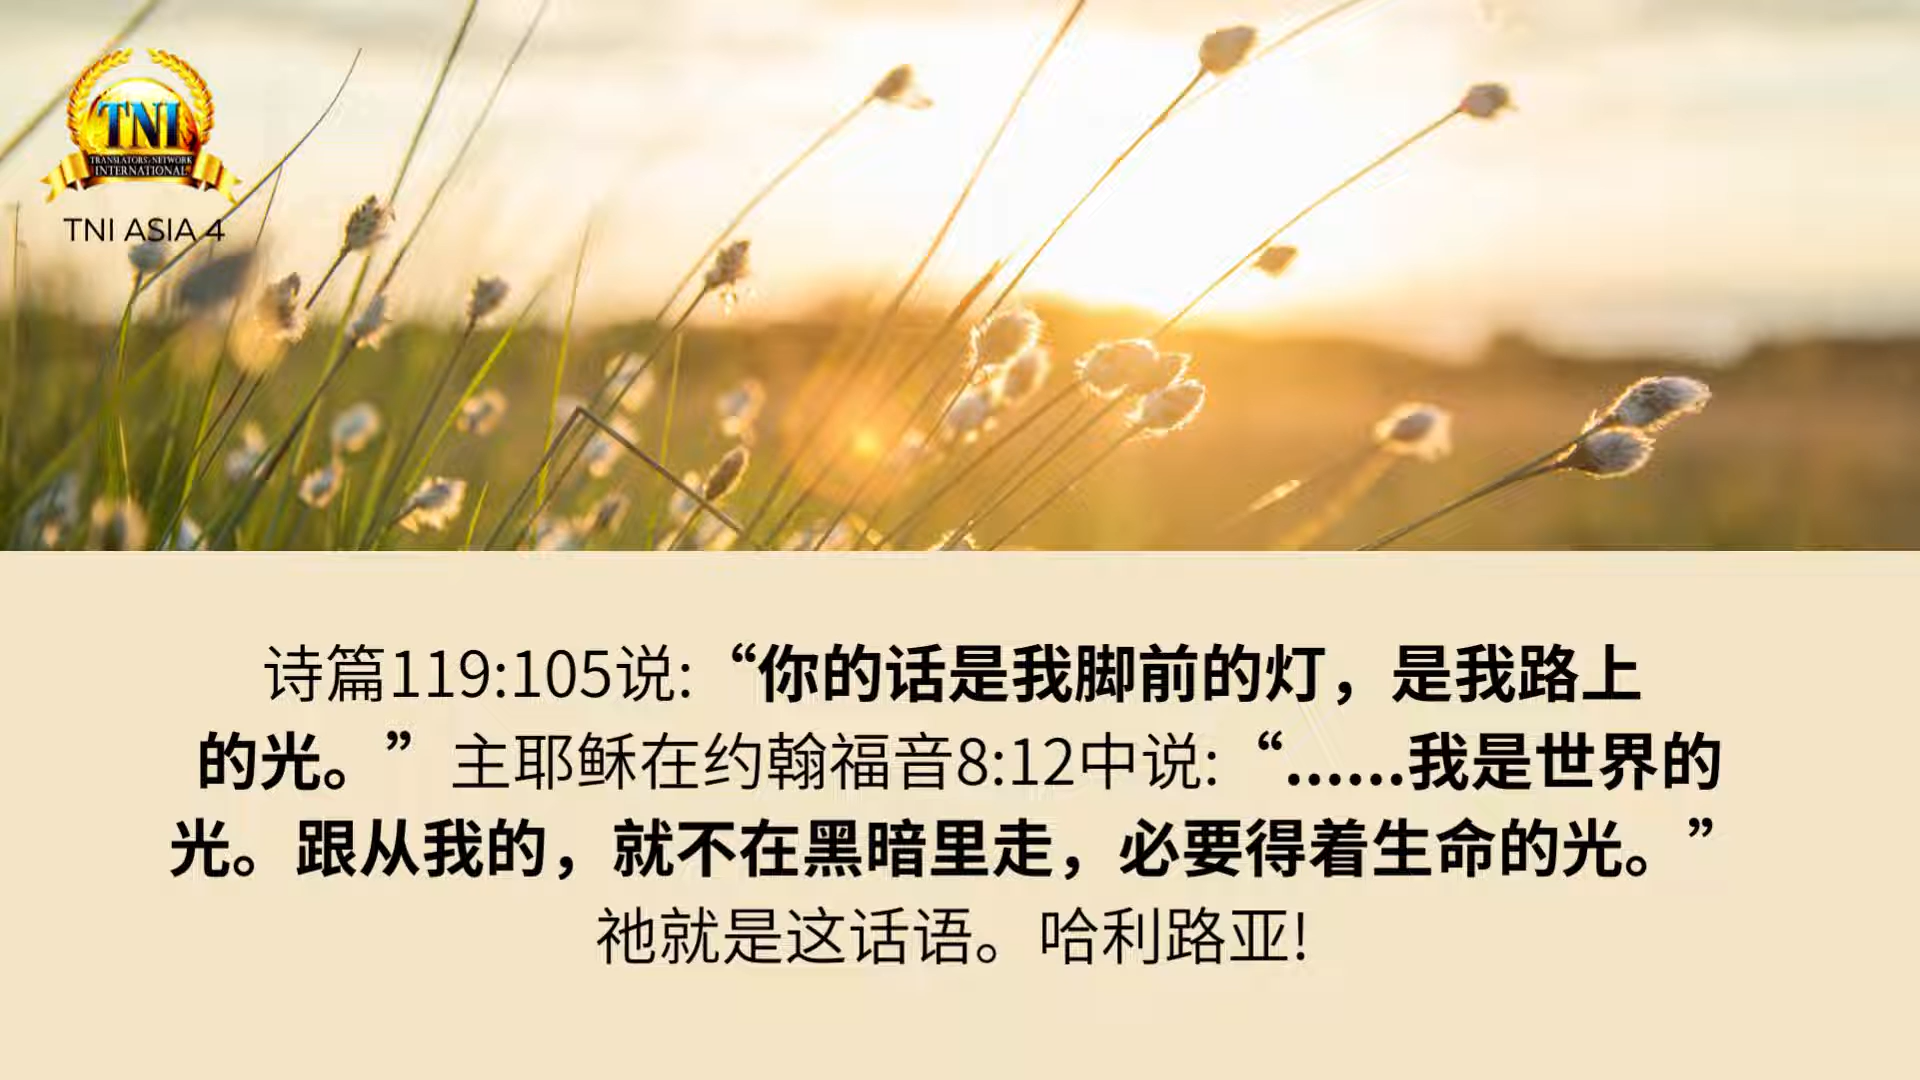 TNI
TRANSLATORS NETWORK
INTERNATIONAL
TNI ASIA 4
诗篇119:105说:“你的话是我脚前的灯，是我路上
的光。”主耶稣在约翰福音8:12中说:“……我是世界的
光。跟从我的，就不在黑暗里走，必要得着生命的光。”
祂就是这话语。哈利路亚!